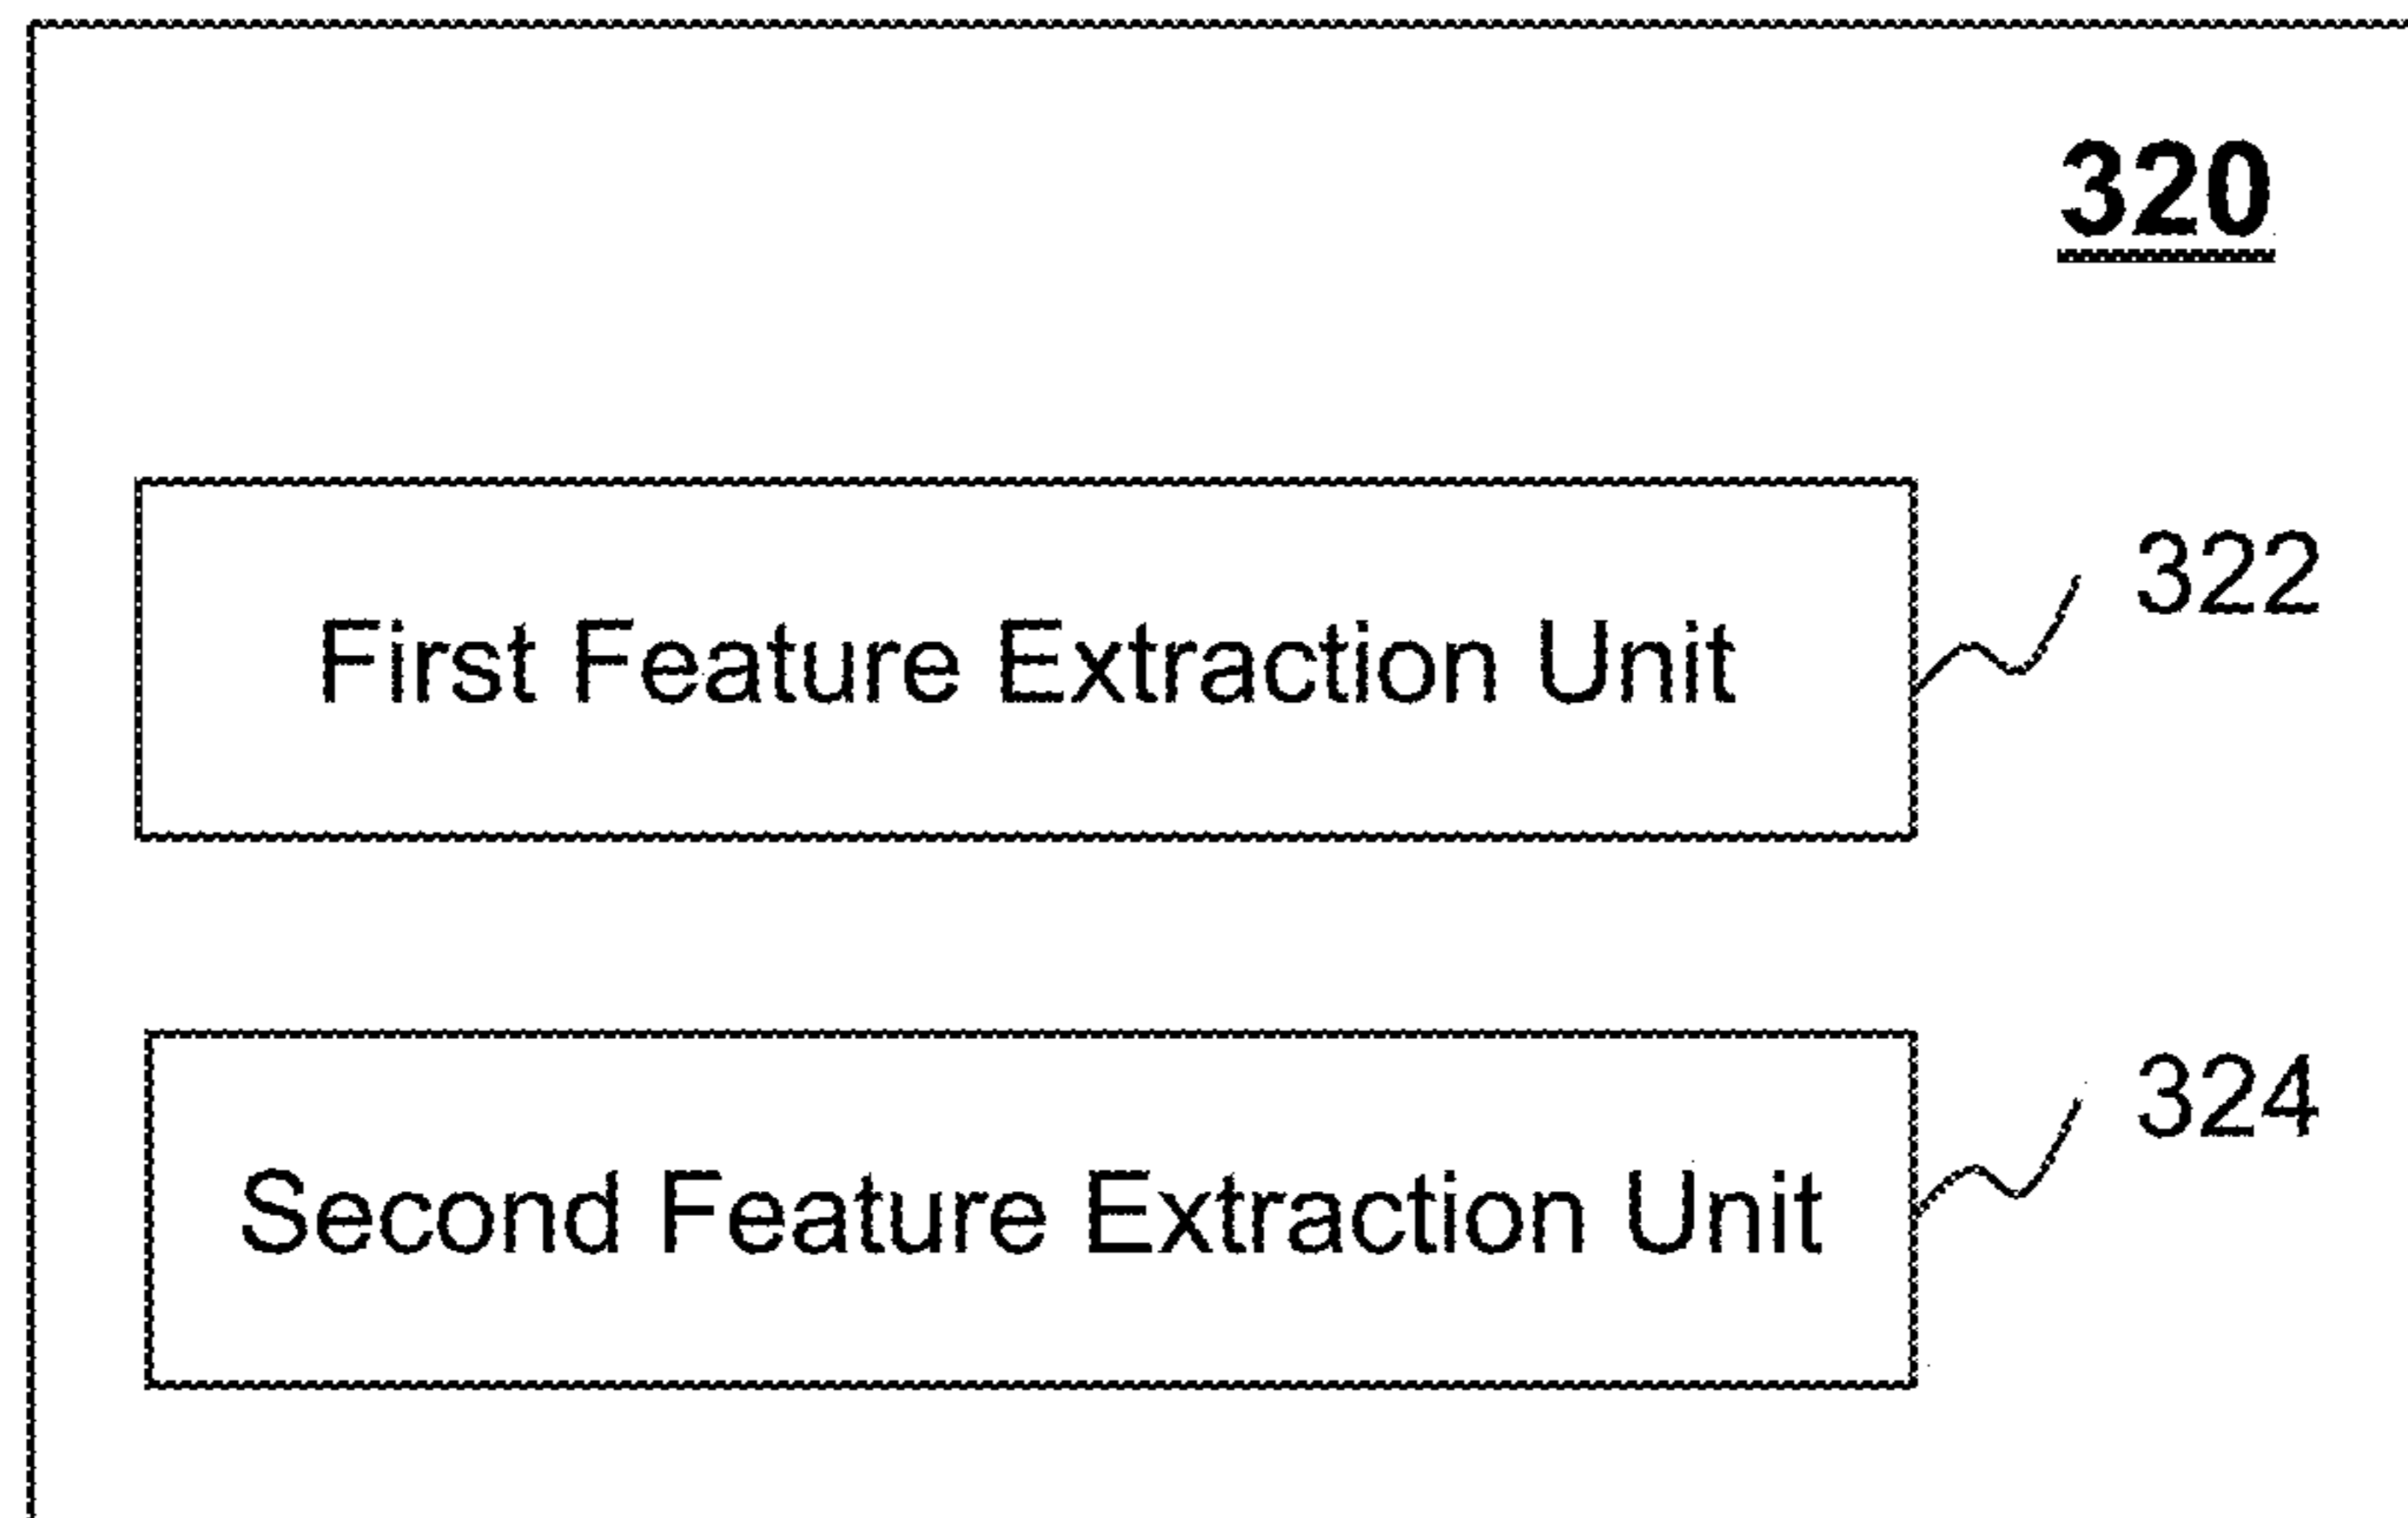 320
322
First Feature Extraction Unit
324
Second Feature Extraction Unit